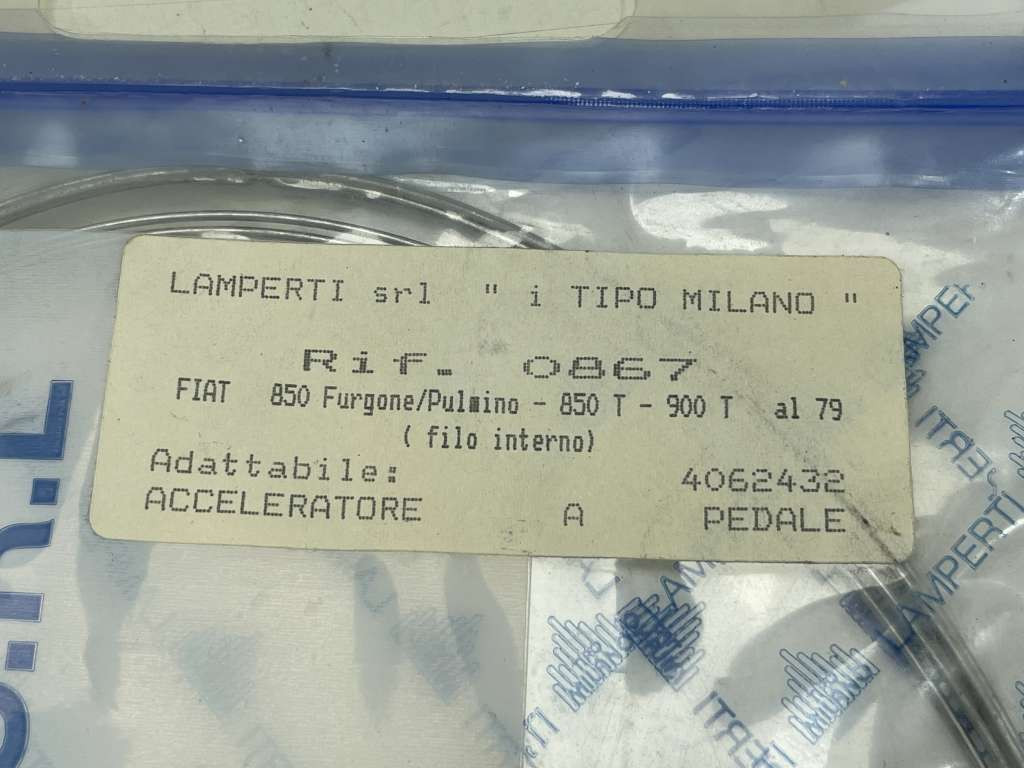 LAMPERTI srl " i TIPO MILANO "
Rif. 0867
FIAT 850 Furgone/Pulmino - 850 T - 900 T al 79
( filo interno)
Adattabile: 4062432
ACCELERATORE A PEDALE
LAMPERTI